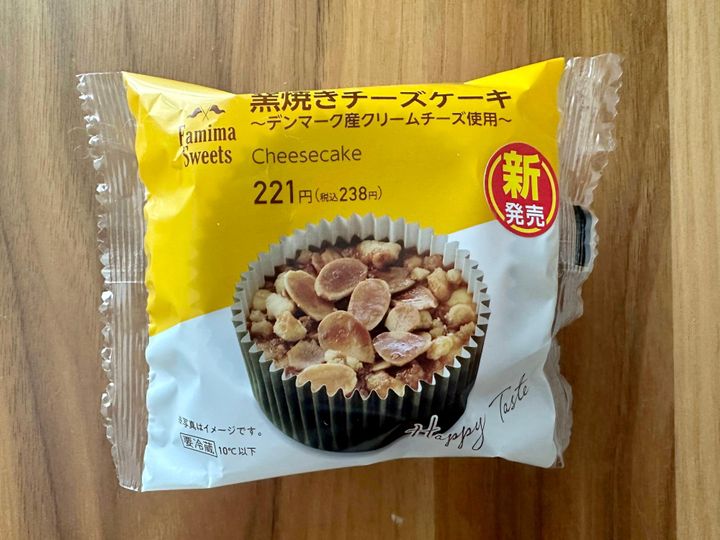 窯焼きチーズケーキ
～デンマーク産クリームチーズ使用～
Famima
Sweets
Cheesecake
221円(税込238円)
新
発売
※写真はイメージです。
要冷蔵 10℃以下
Happy Taste